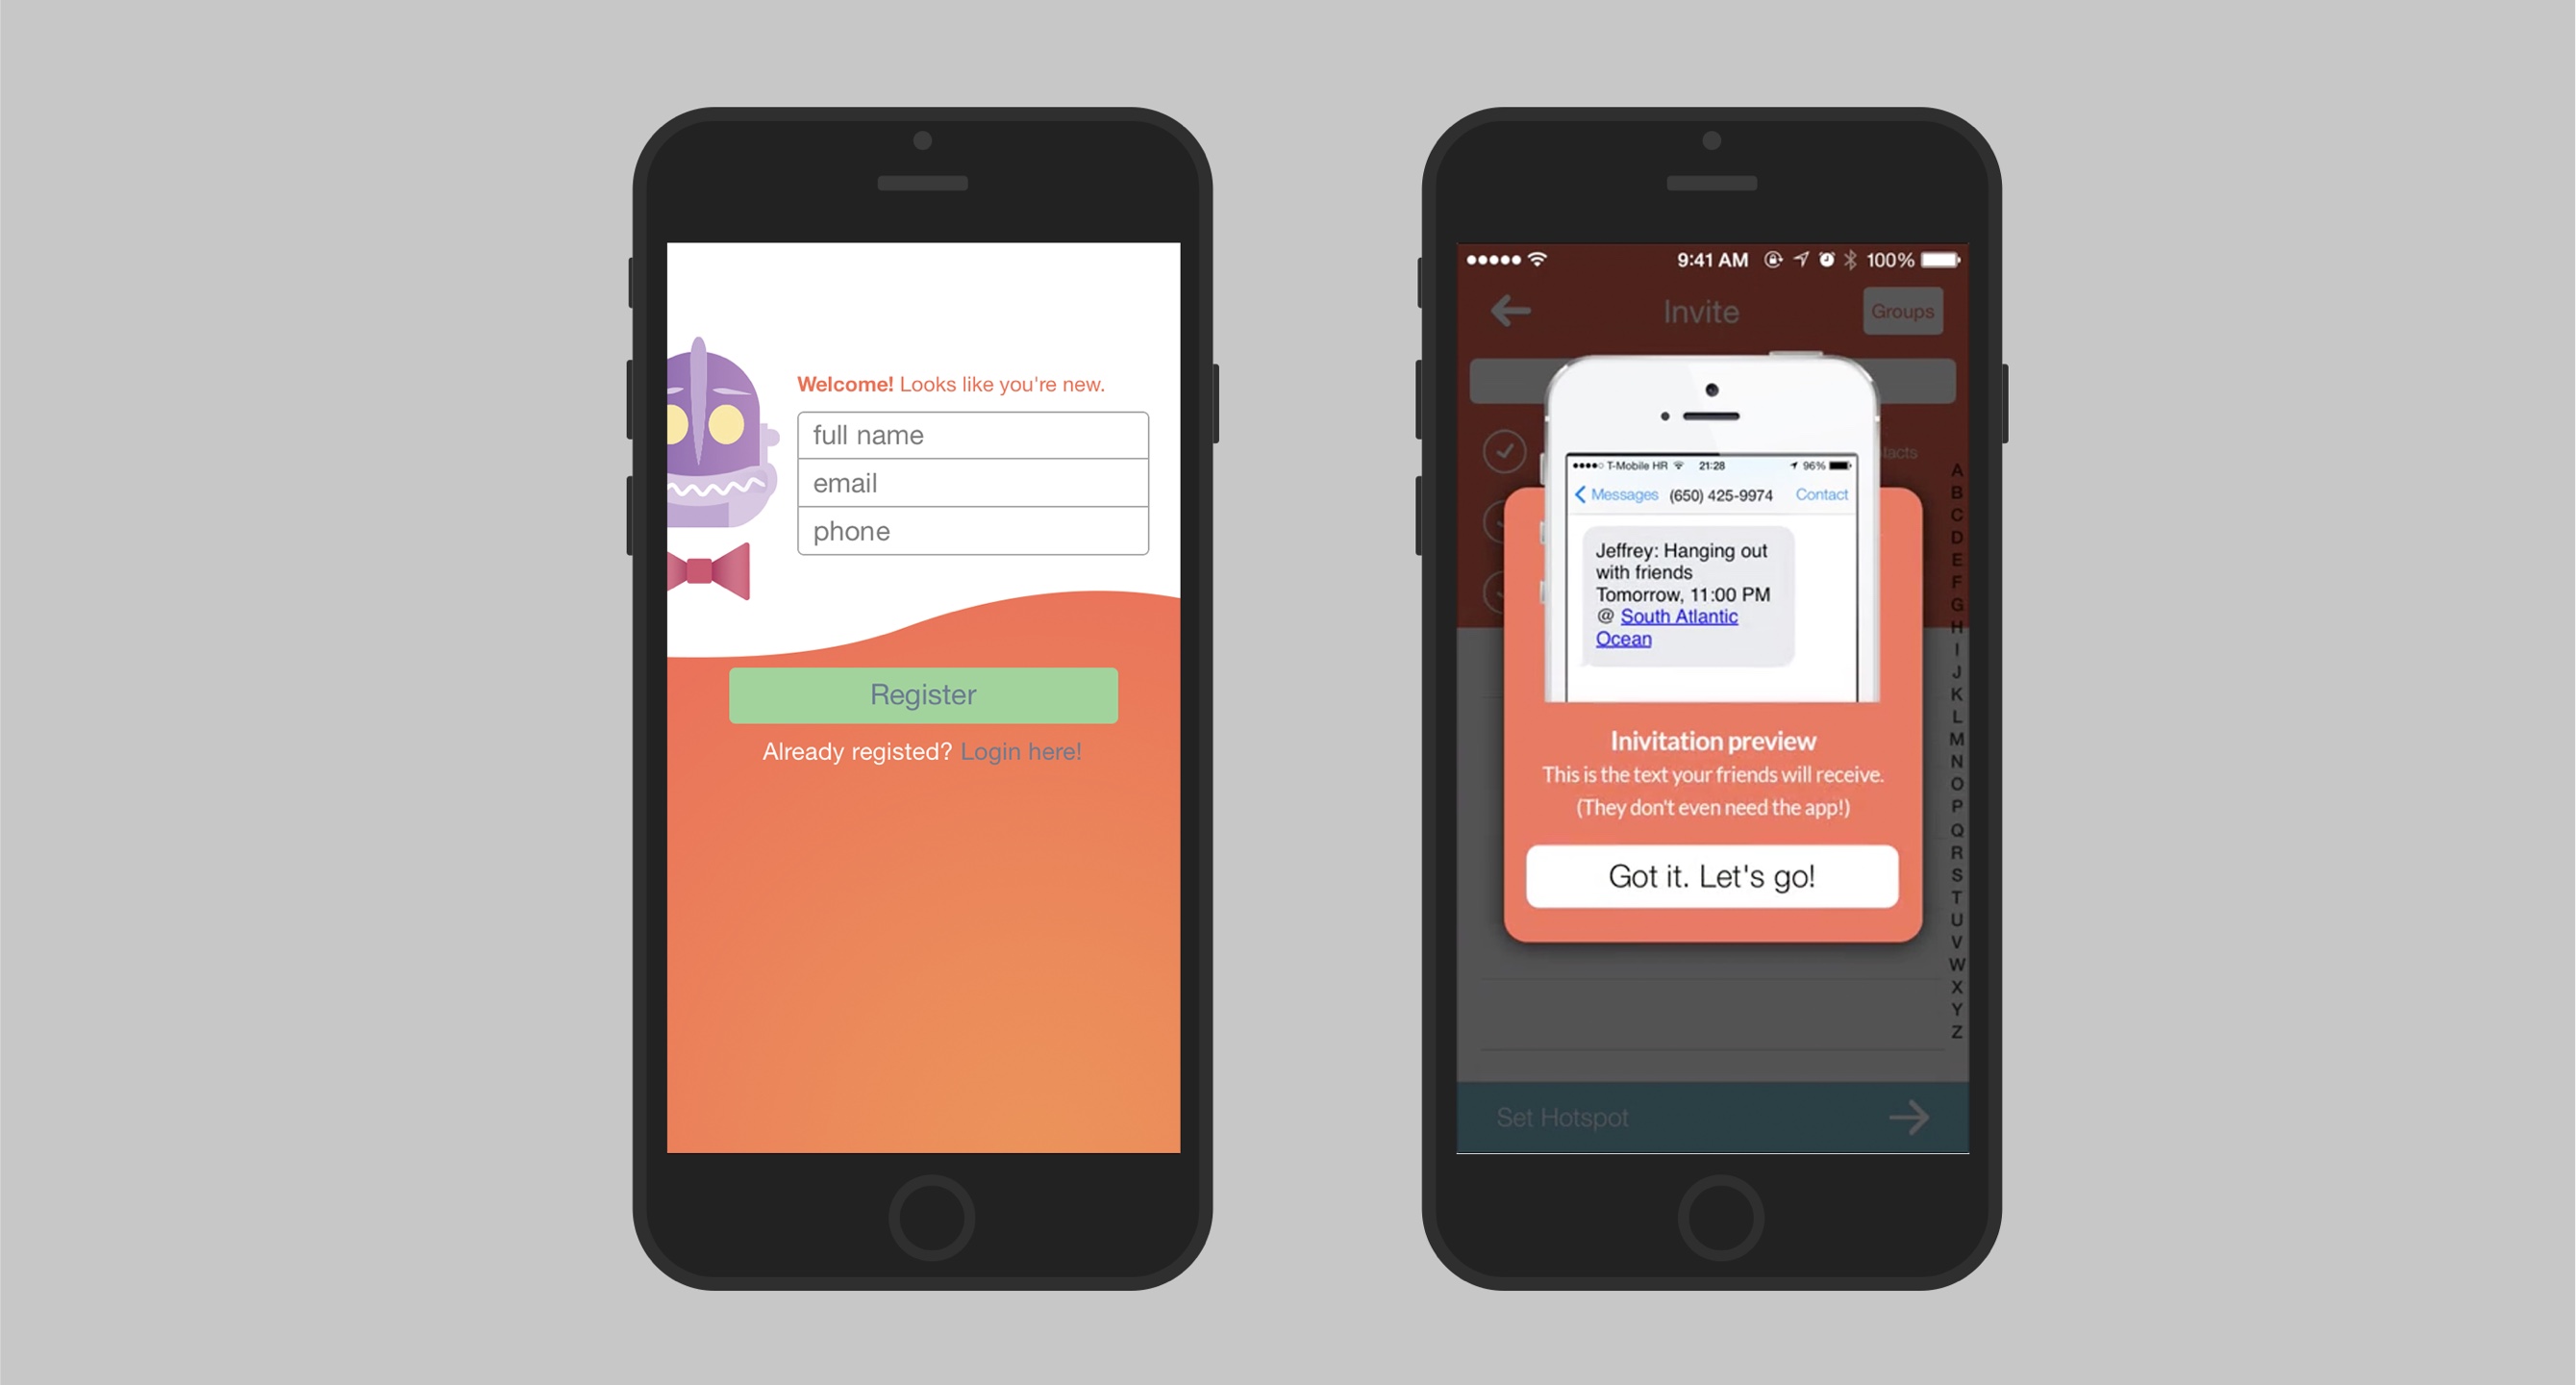 Welcome! Looks like you're new.
full name
email
phone
Register
Already registed? Login here!
9:41 AM 100%
Invite
Groups
T-Mobile HR 21:28 96%
Messages (650) 425-9974 Contact
Jeffrey: Hanging out
with friends
Tomorrow, 11:00 PM
@ South Atlantic
Ocean
Inivitation preview
This is the text your friends will receive.
(They don't even need the app!)
Got it. Let's go!
A
B
C
D
E
F
G
H
I
J
K
L
M
N
O
P
Q
R
S
T
U
V
W
X
Y
Z
Set Hotspot